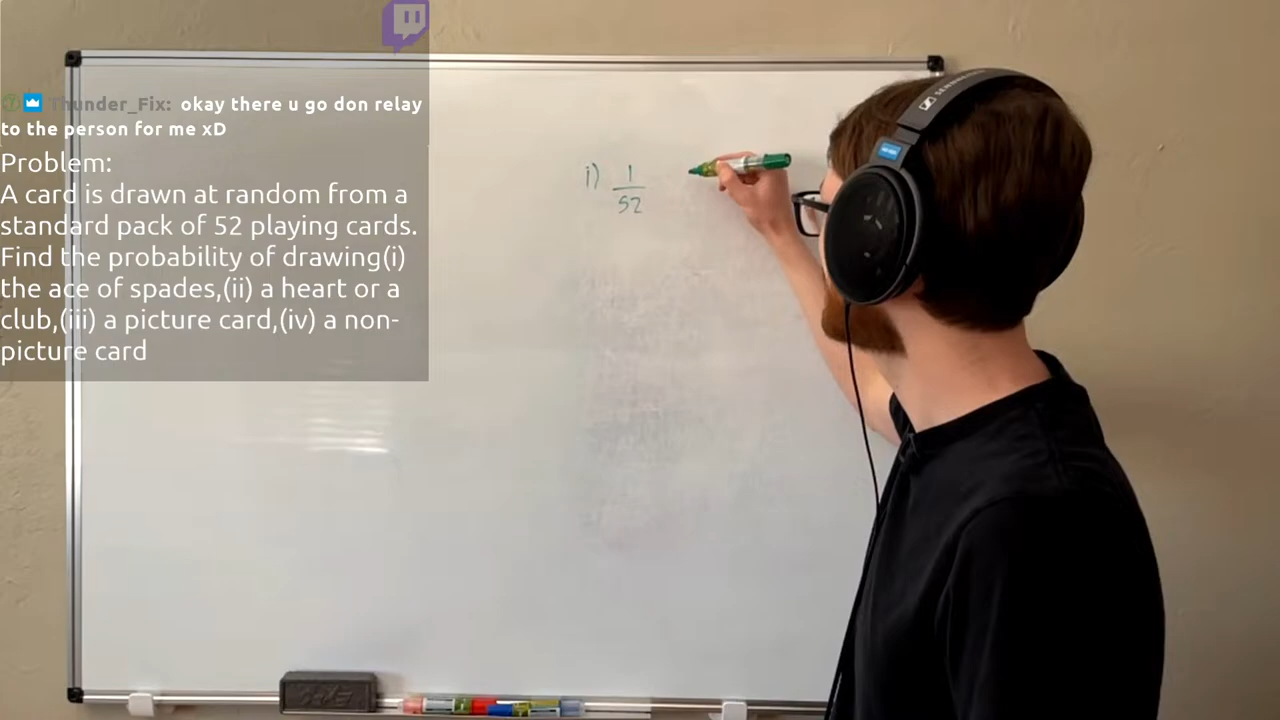 Thunder_Fix: okay there u go don relay
to the person for me xD
Problem:
A card is drawn at random from a
standard pack of 52 playing cards.
Find the probability of drawing(i)
the ace of spades,(ii) a heart or a
club,(iii) a picture card,(iv) a non-
picture card
i) 1
52
SENNHEISER